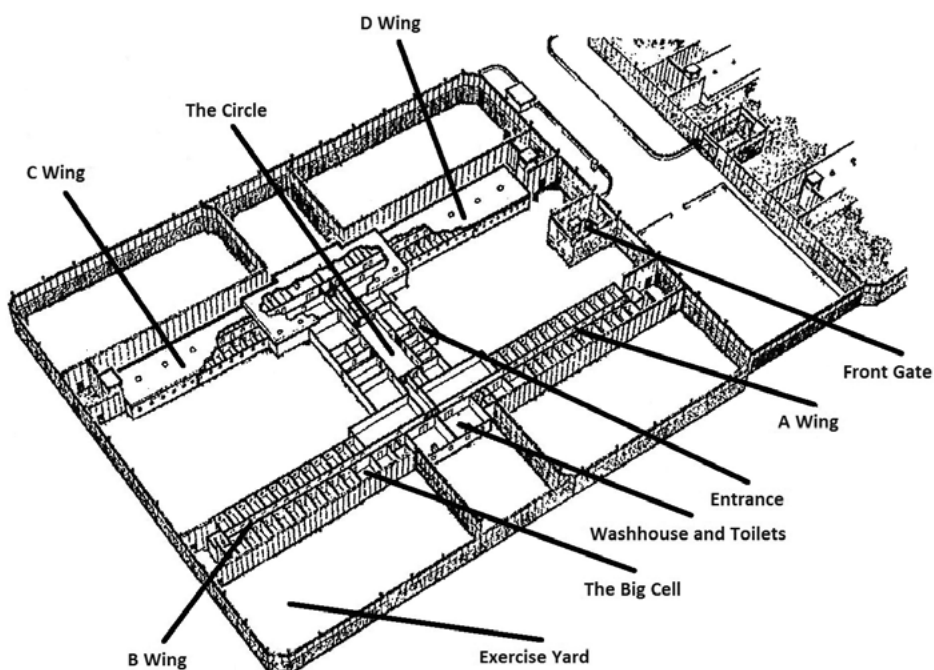 D Wing
The Circle
C Wing
Front Gate
A Wing
Entrance
Washhouse and Toilets
The Big Cell
Exercise Yard
B Wing